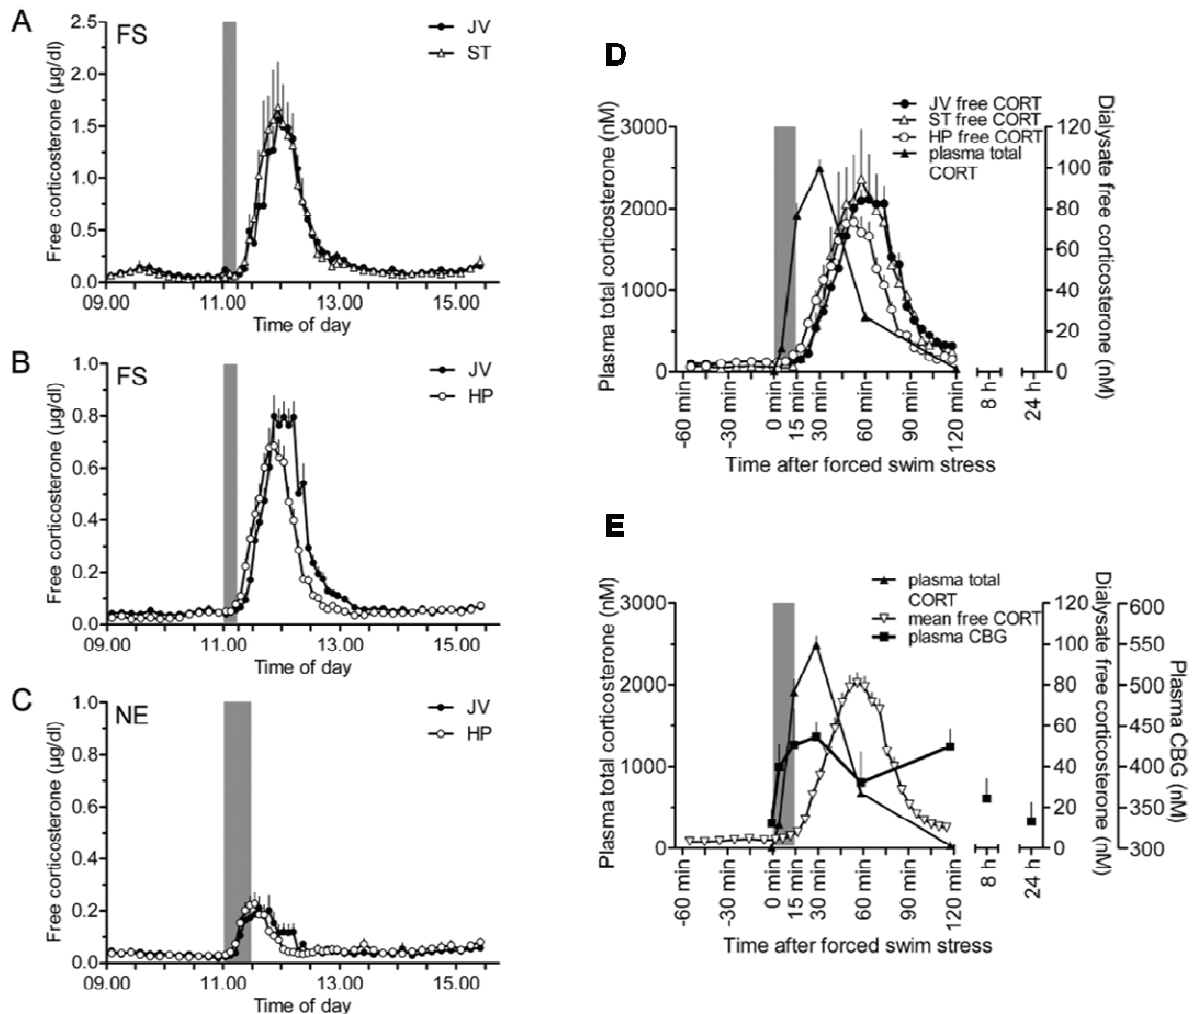 A
FS
JV
ST
2.5
2.0
1.5
1.0
0.5
0.0
Free corticosterone (µg/dl)
09.00 11.00 13.00 15.00
Time of day
B
FS
JV
HP
1.0
0.8
0.6
0.4
0.2
0.0
Free corticosterone (µg/dl)
09.00 11.00 13.00 15.00
Time of day
C
NE
JV
HP
1.0
0.8
0.6
0.4
0.2
0.0
Free corticosterone (µg/dl)
09.00 11.00 13.00 15.00
Time of day
D
JV free CORT
ST free CORT
HP free CORT
plasma total
CORT
Plasma total corticosterone (nM)
3000
2000
1000
0
120
100
80
60
40
20
0
Dialysate free corticosterone (nM)
-60 min -30 min 0 min 15 min 30 min 60 min 90 min 120 min 8 h 24 h
Time after forced swim stress
E
plasma total
CORT
mean free CORT
plasma CBG
Plasma total corticosterone (nM)
3000
2000
1000
0
120
100
80
60
40
20
0
Dialysate free corticosterone (nM)
600
550
500
450
400
350
300
Plasma CBG (nM)
-60 min -30 min 0 min 15 min 30 min 60 min 90 min 120 min 8 h 24 h
Time after forced swim stress